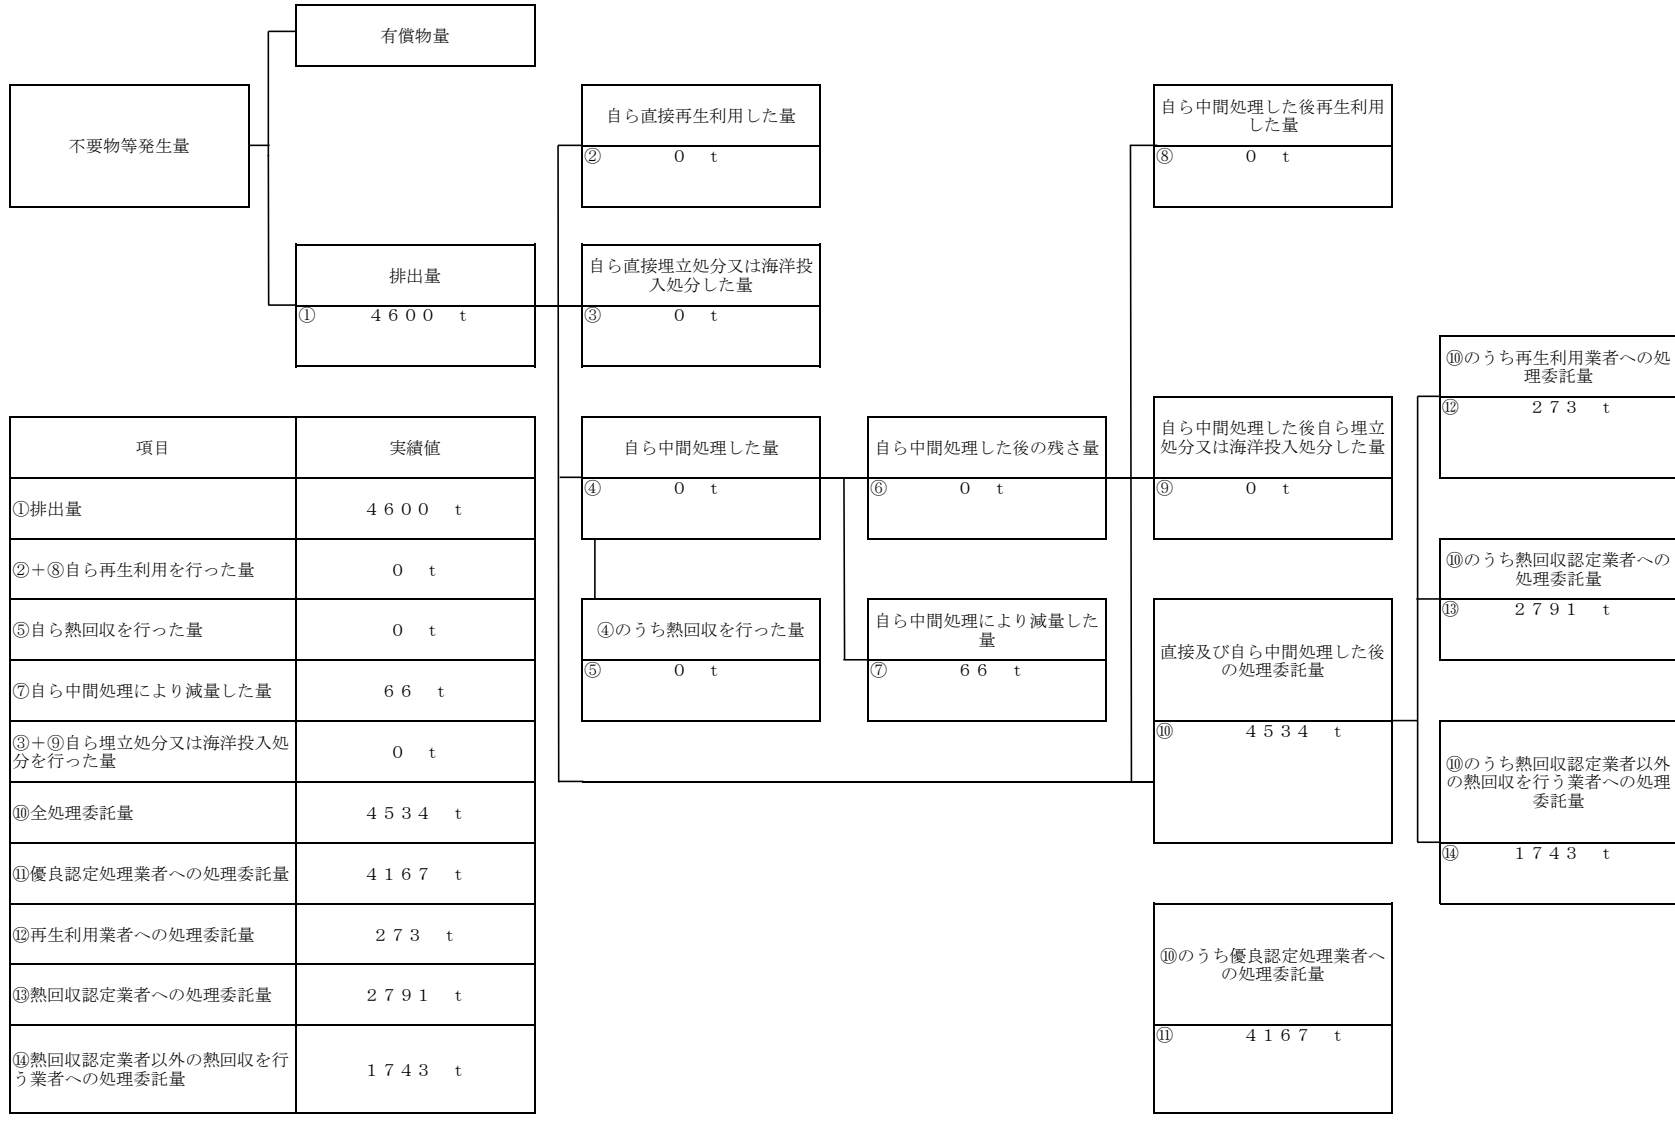 有償物量
不要物等発生量
自ら直接再生利用した量
② ０ ｔ
自ら中間処理した後再生利用
した量
⑧ ０ ｔ
排出量
① ４６００ ｔ
自ら直接埋立処分又は海洋投
入処分した量
③ ０ ｔ
⑩のうち再生利用業者への処
理委託量
⑫ ２７３ ｔ
自ら中間処理した量
④ ０ ｔ
自ら中間処理した後の残さ量
⑥ ０ ｔ
自ら中間処理した後自ら埋立
処分又は海洋投入処分した量
⑨ ０ ｔ
⑩のうち熱回収認定業者への
処理委託量
⑬ ２７９１ ｔ
④のうち熱回収を行った量
⑤ ０ ｔ
自ら中間処理により減量した
量
⑦ ６６ ｔ
直接及び自ら中間処理した後
の処理委託量
⑩ ４５３４ ｔ
⑩のうち熱回収認定業者以外
の熱回収を行う業者への処理
委託量
⑭ １７４３ ｔ
⑩のうち優良認定処理業者へ
の処理委託量
⑪ ４１６７ ｔ
項目 実績値
①排出量 ４６００ ｔ
②＋⑧自ら再生利用を行った量 ０ ｔ
⑤自ら熱回収を行った量 ０ ｔ
⑦自ら中間処理により減量した量 ６６ ｔ
③＋⑨自ら埋立処分又は海洋投入処
分を行った量 ０ ｔ
⑩全処理委託量 ４５３４ ｔ
⑪優良認定処理業者への処理委託量 ４１６７ ｔ
⑫再生利用業者への処理委託量 ２７３ ｔ
⑬熱回収認定業者への処理委託量 ２７９１ ｔ
⑭熱回収認定業者以外の熱回収を行
う業者への処理委託量 １７４３ ｔ